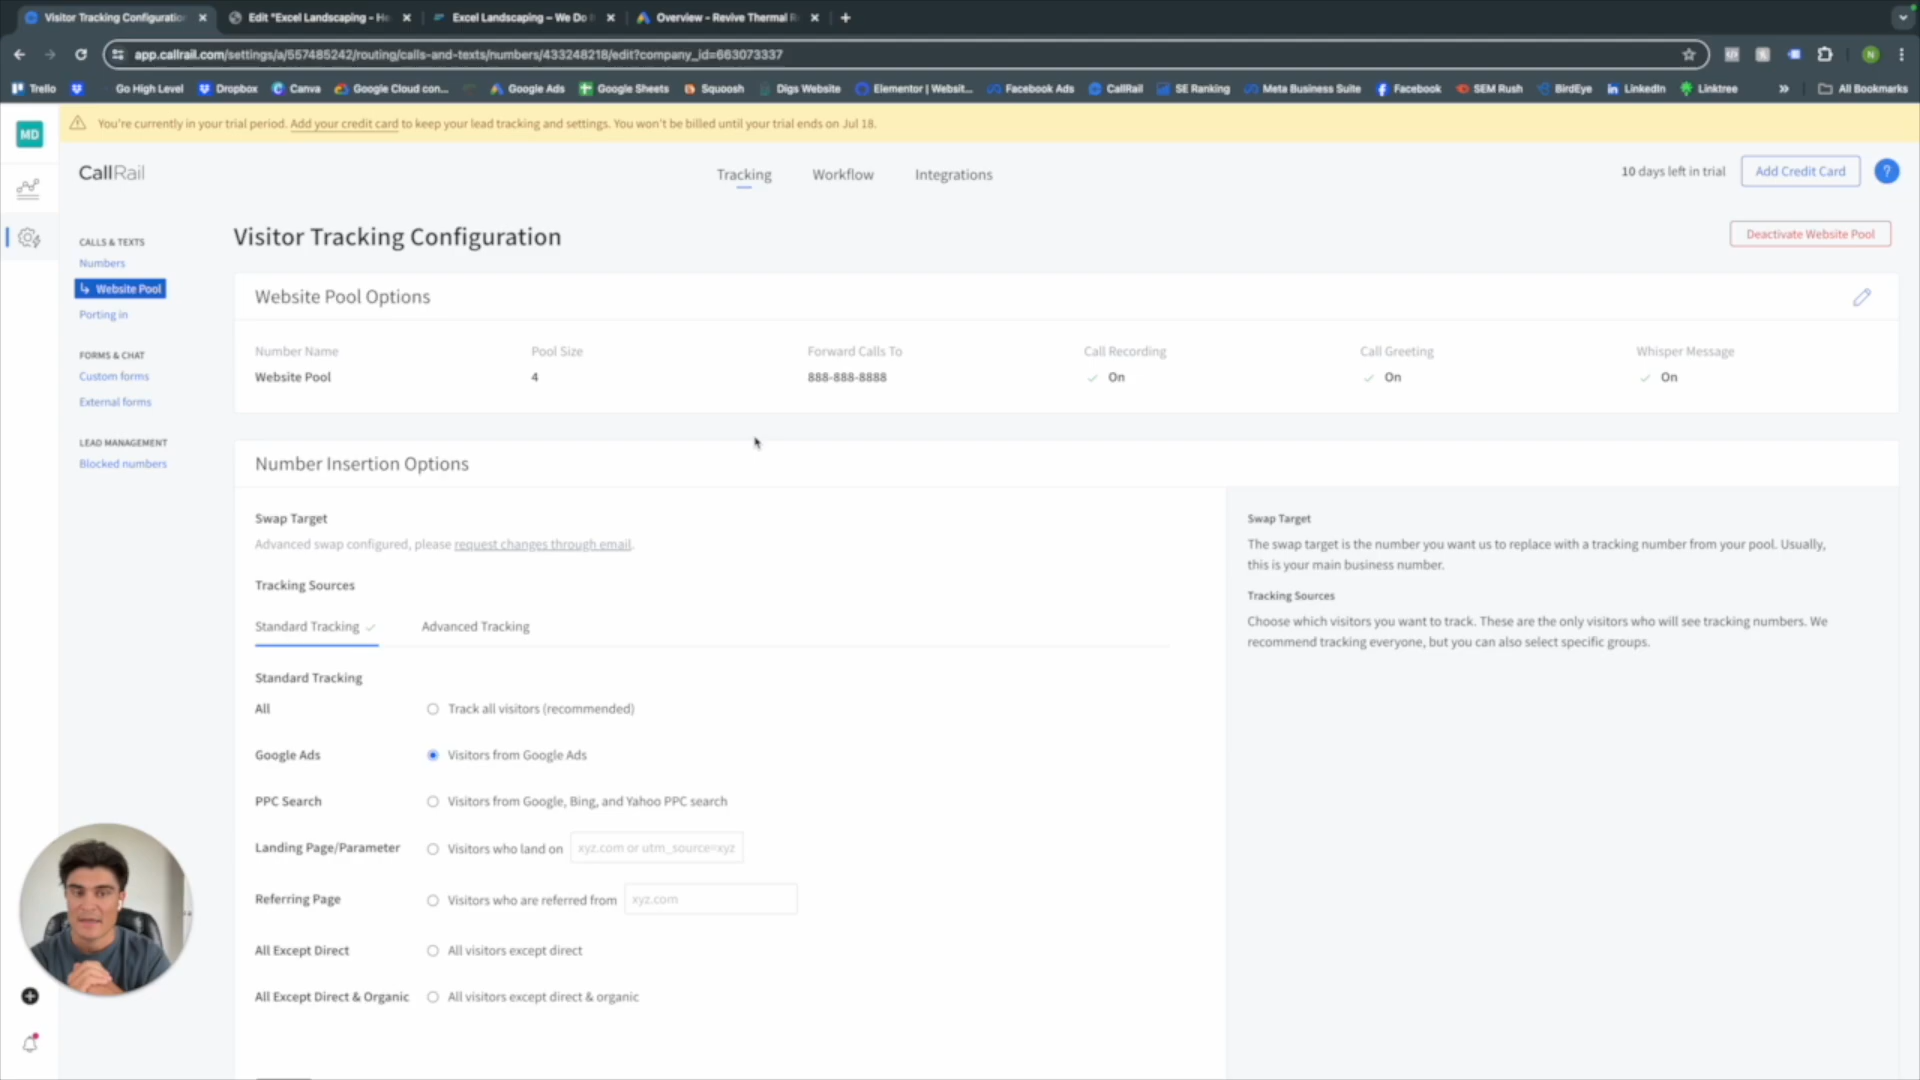 Visitor Tracking Configuration
Edit "Excel Landscaping – He
Excel Landscaping – We Do
Overview - Revive Thermal R
app.callrail.com/settings/a/557485242/routing/calls-and-texts/numbers/433248218/edit?company_id=663073337
N
Trello
Go High Level
Dropbox
Canva
Google Cloud con...
Google Ads
Google Sheets
Squoosh
Digs Website
Elementor | Websit...
Facebook Ads
CallRail
SE Ranking
Meta Business Suite
Facebook
SEM Rush
BirdEye
LinkedIn
Linktree
»
All Bookmarks
MD
You're currently in your trial period. Add your credit card to keep your lead tracking and settings. You won't be billed until your trial ends on Jul 18.
CallRail
Tracking
Workflow
Integrations
10 days left in trial
Add Credit Card
?
CALLS & TEXTS
Numbers
↳ Website Pool
Porting in
FORMS & CHAT
Custom forms
External forms
LEAD MANAGEMENT
Blocked numbers
Visitor Tracking Configuration
Deactivate Website Pool
Website Pool Options
Number Name
Pool Size
Forward Calls To
Call Recording
Call Greeting
Whisper Message
Website Pool
4
888-888-8888
On
On
On
Number Insertion Options
Swap Target
Advanced swap configured, please request changes through email.
Tracking Sources
Standard Tracking
Advanced Tracking
Standard Tracking
All
Track all visitors (recommended)
Google Ads
Visitors from Google Ads
PPC Search
Visitors from Google, Bing, and Yahoo PPC search
Landing Page/Parameter
Visitors who land on
xyz.com or utm_source=xyz
Referring Page
Visitors who are referred from
xyz.com
All Except Direct
All visitors except direct
All Except Direct & Organic
All visitors except direct & organic
Swap Target
The swap target is the number you want us to replace with a tracking number from your pool. Usually,
this is your main business number.
Tracking Sources
Choose which visitors you want to track. These are the only visitors who will see tracking numbers. We
recommend tracking everyone, but you can also select specific groups.